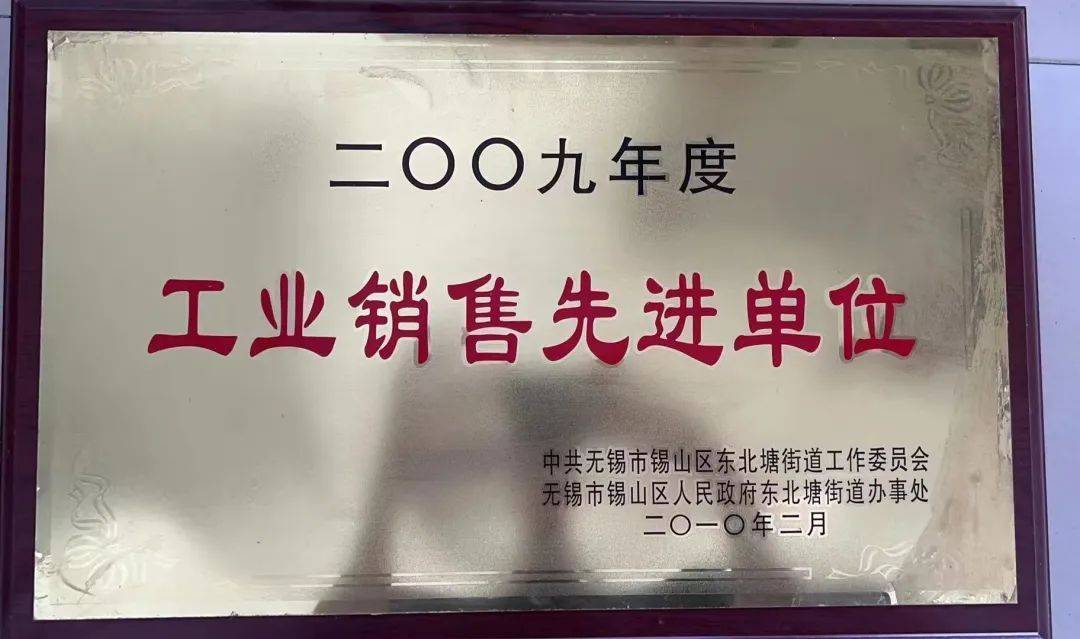 二〇〇九年度
工业销售先进单位
中共无锡市锡山区东北塘街道工作委员会
无锡市锡山区人民政府东北塘街道办事处
二〇一〇年二月